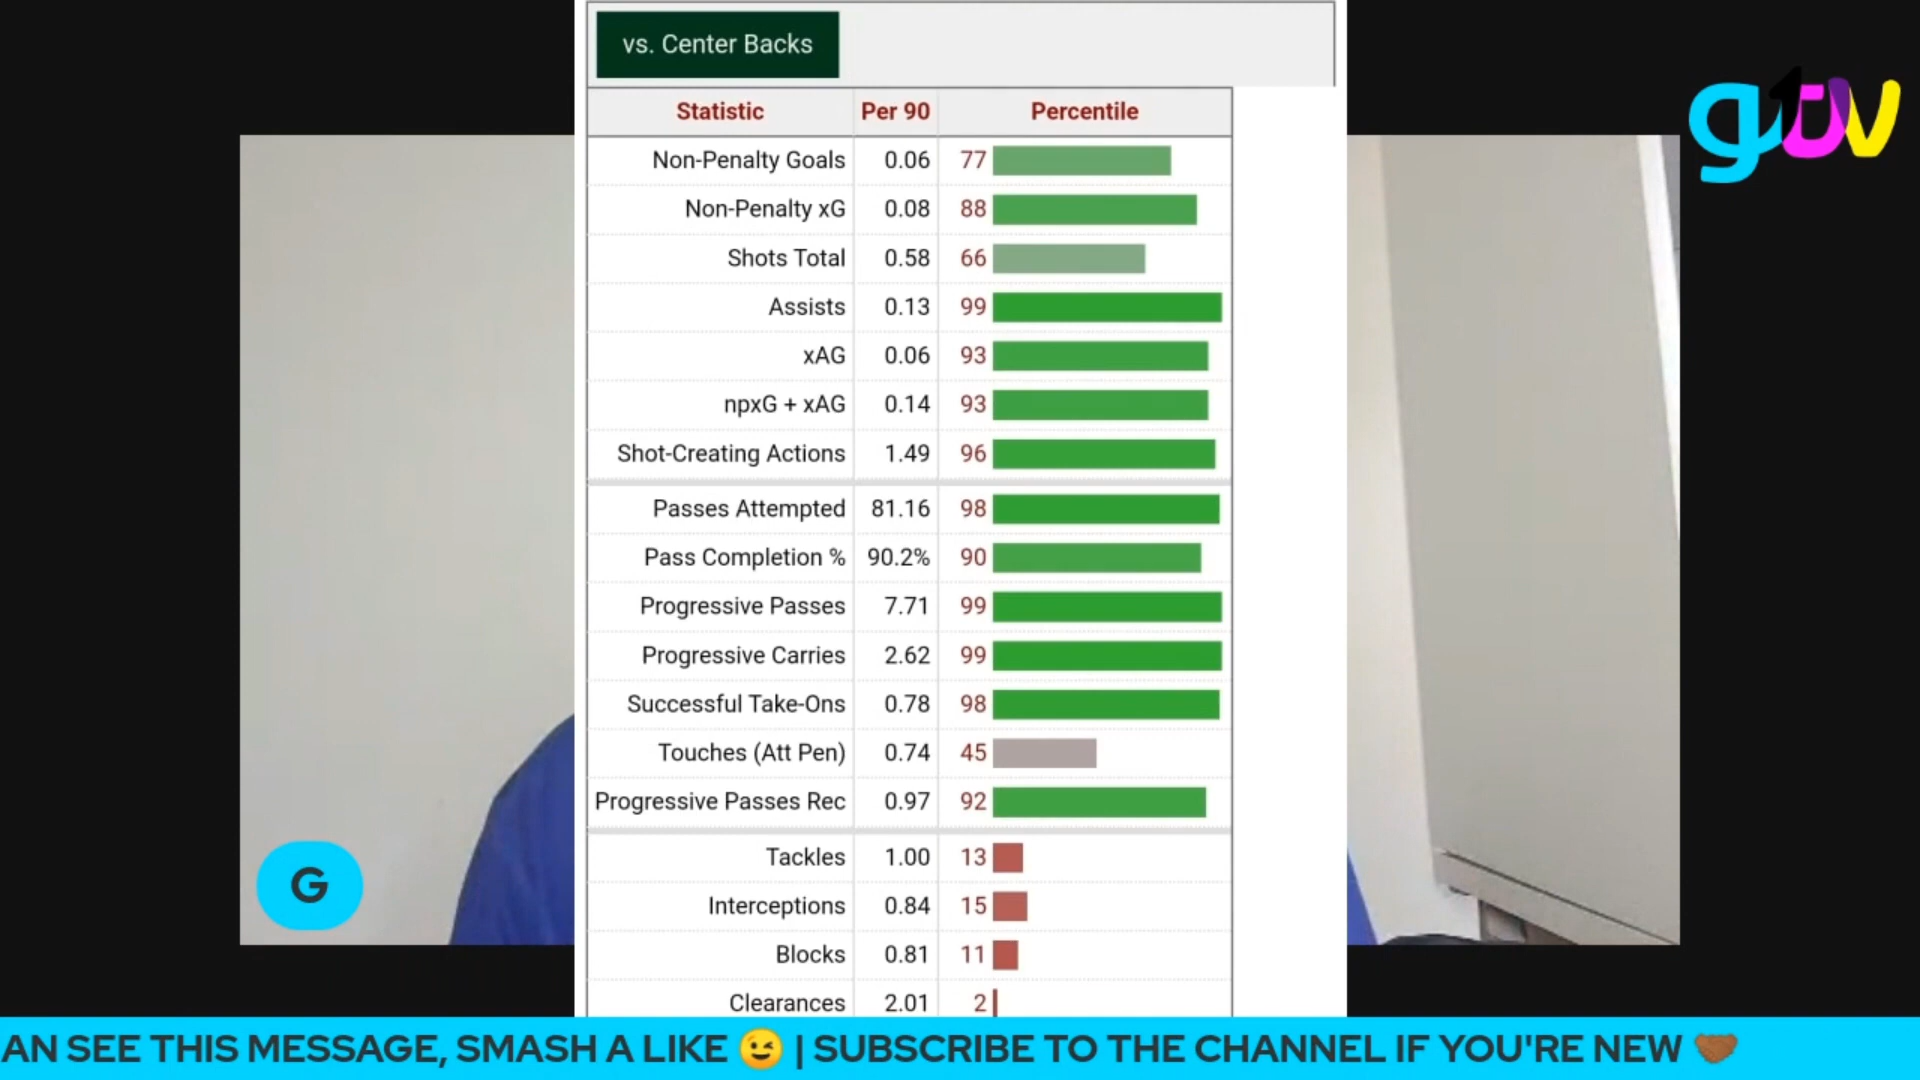 vs. Center Backs
gtv
Statistic Per 90 Percentile
Non-Penalty Goals 0.06 77
Non-Penalty xG 0.08 88
Shots Total 0.58 66
Assists 0.13 99
xAG 0.06 93
npxG + xAG 0.14 93
Shot-Creating Actions 1.49 96
Passes Attempted 81.16 98
Pass Completion % 90.2% 90
Progressive Passes 7.71 99
Progressive Carries 2.62 99
Successful Take-Ons 0.78 98
Touches (Att Pen) 0.74 45
Progressive Passes Rec 0.97 92
Tackles 1.00 13
G
Interceptions 0.84 15
Blocks 0.81 11
Clearances 2.01 2
AN SEE THIS MESSAGE, SMASH A LIKE 😉 | SUBSCRIBE TO THE CHANNEL IF YOU'RE NEW 🤝🏾